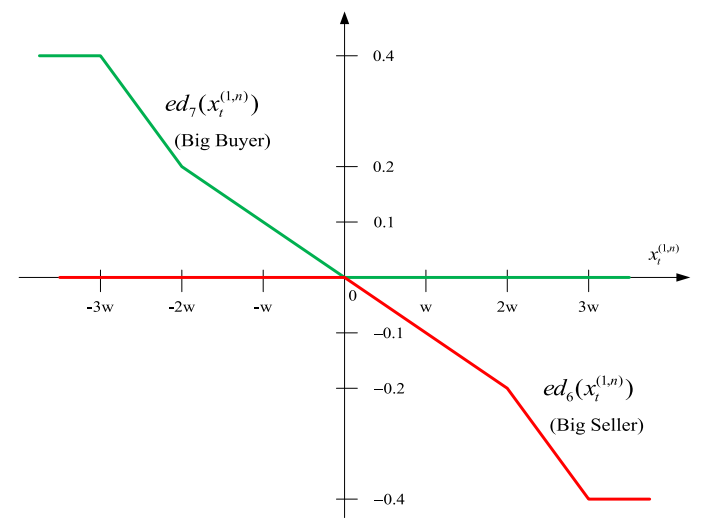 0.4
ed₇(xₜ^(1,n))
(Big Buyer)
0.2
0.1
xₜ^(1,n)
0
-3w -2w -w w 2w 3w
–0.1
–0.2
ed₆(xₜ^(1,n))
(Big Seller)
–0.4